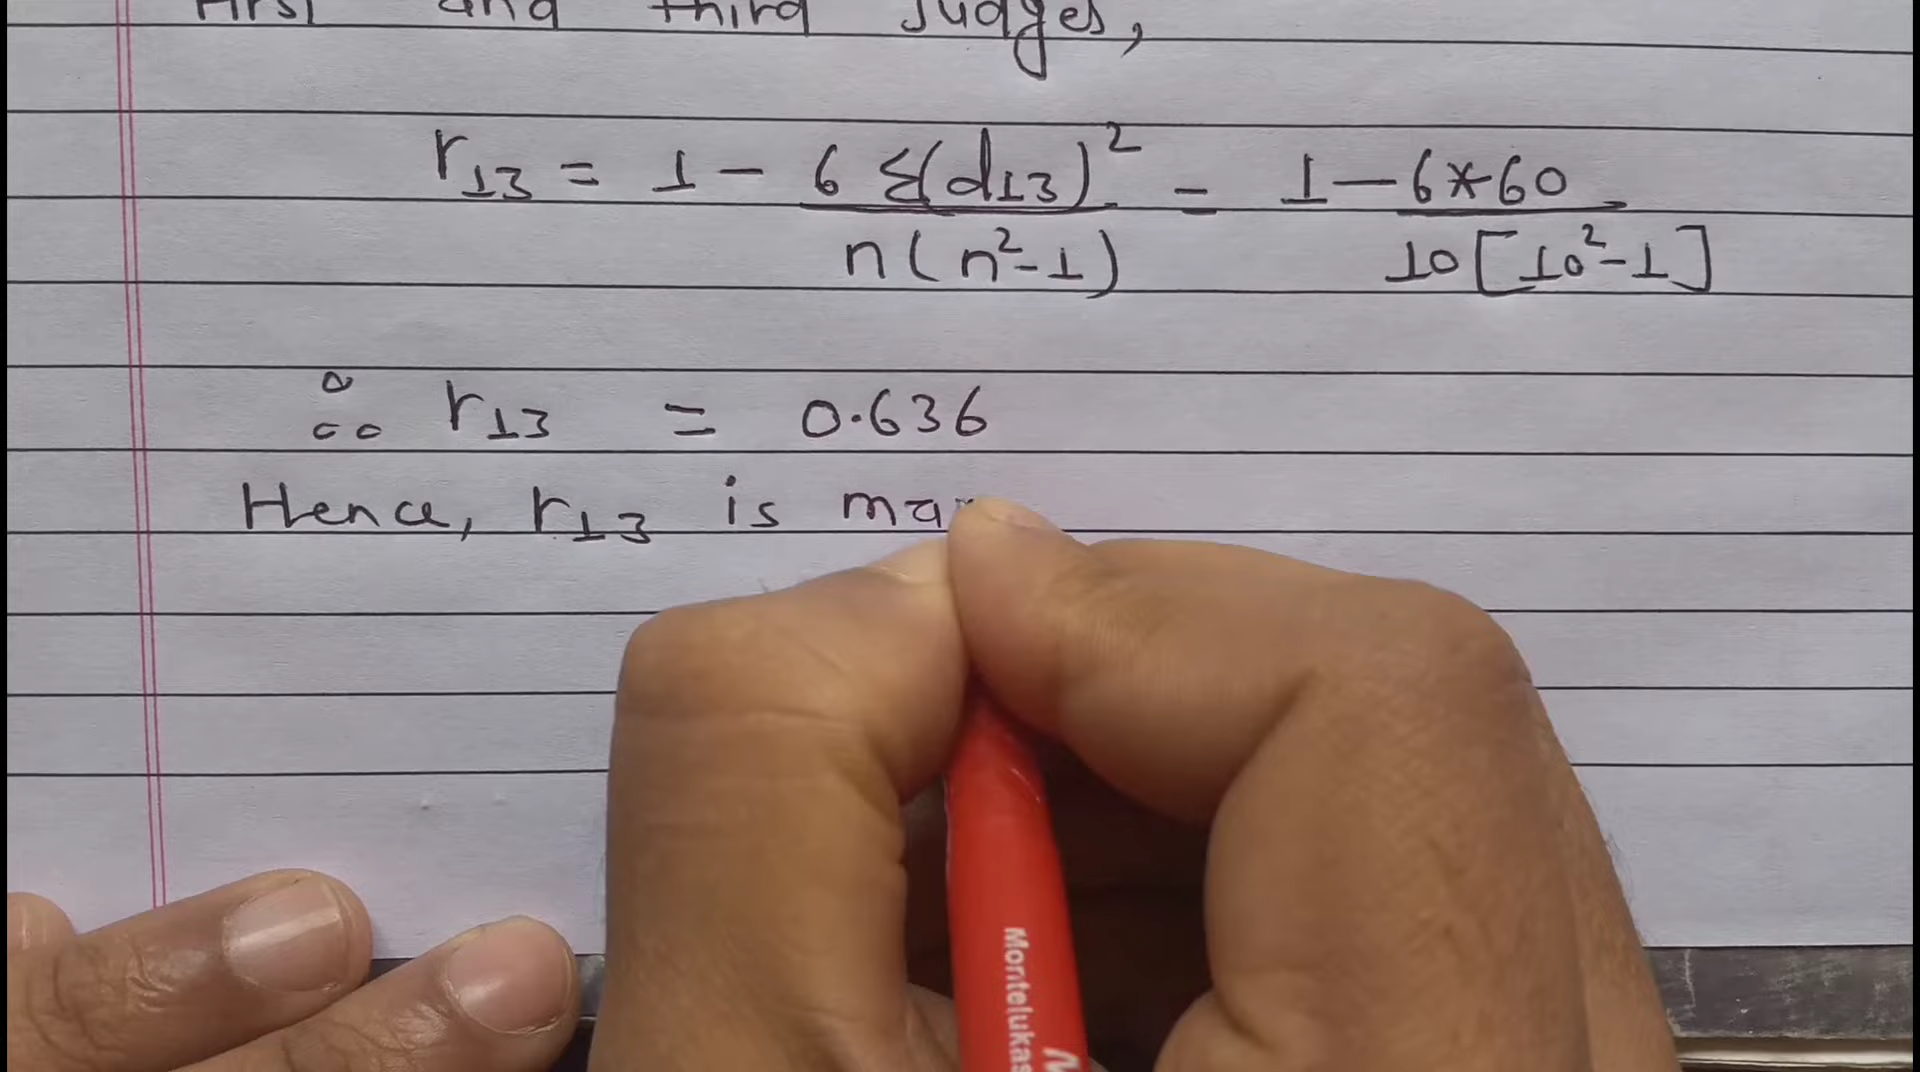 First and third Judges,
r13 = 1 - 6 Σ(d13)² / n(n²-1) = 1 - 6*60 / 10[10²-1]
∴ r13 = 0.636
Hence, r13 is
Montelukas